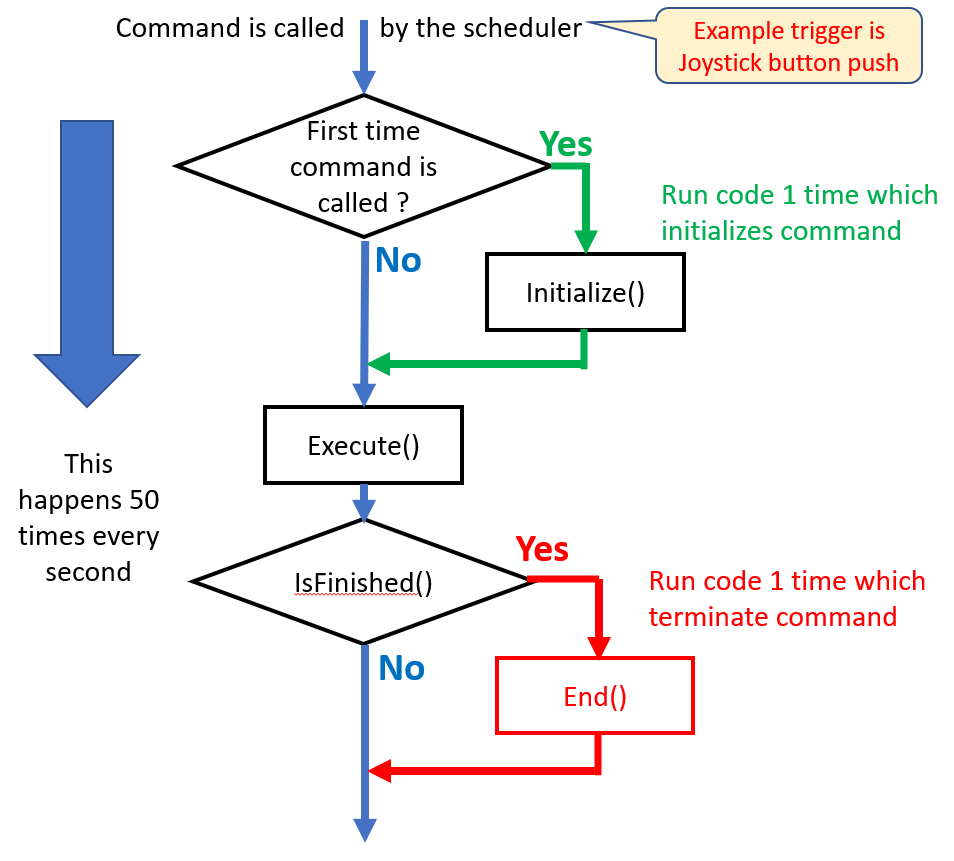 Command is called by the scheduler
Example trigger is
Joystick button push
First time
command is
called ?
Yes
Run code 1 time which
initializes command
No
Initialize()
Execute()
This
happens 50
times every
second
IsFinished()
Yes
Run code 1 time which
terminate command
No
End()